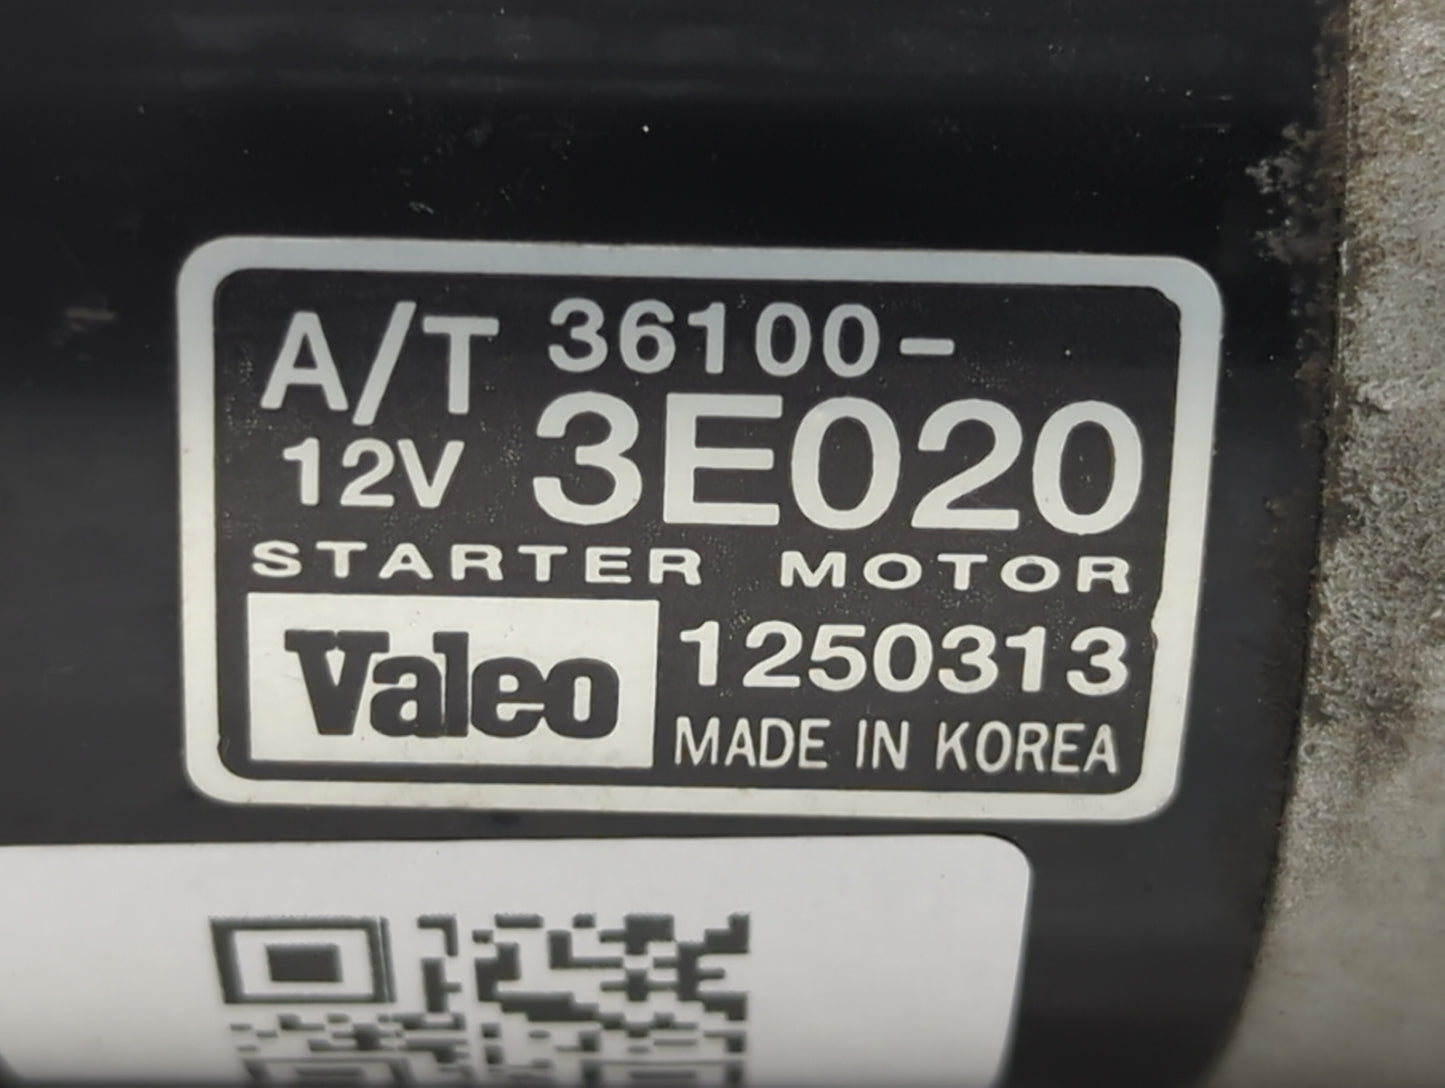 A/T 36100-
12V 3E020
STARTER MOTOR
Valeo 1250313
MADE IN KOREA